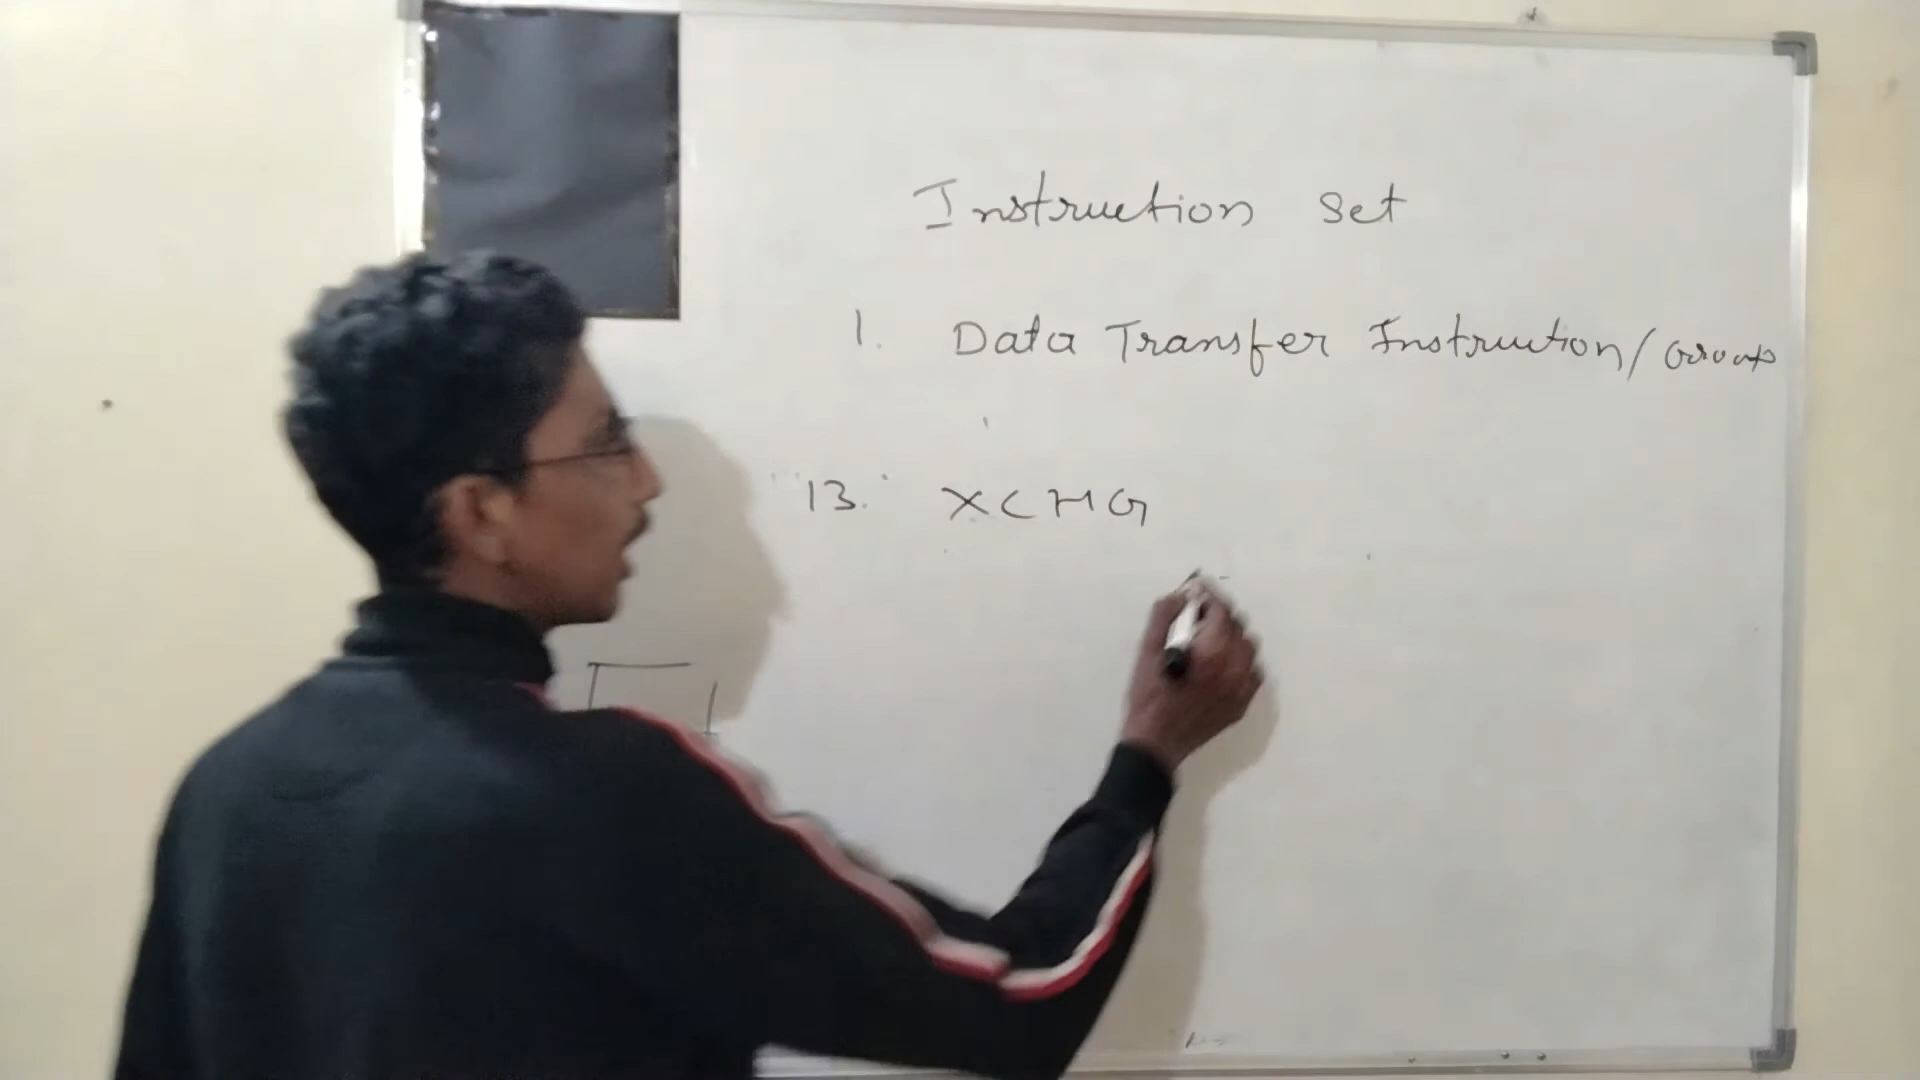 Instruction set
1. Data Transfer Instruction/Group
13. XCHG